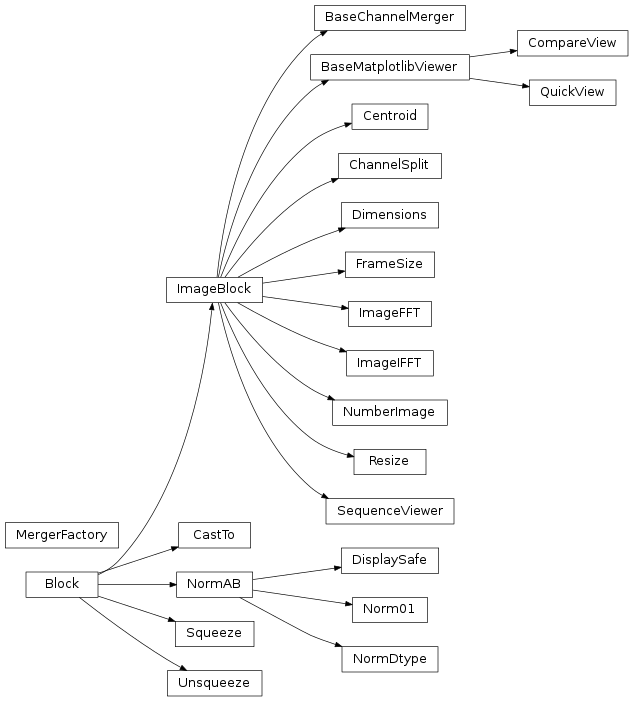 BaseChannelMerger
BaseMatplotlibViewer
CompareView
QuickView
Centroid
ChannelSplit
Dimensions
FrameSize
ImageBlock
ImageFFT
ImageIFFT
NumberImage
Resize
SequenceViewer
MergerFactory
CastTo
Block
NormAB
DisplaySafe
Norm01
Squeeze
NormDtype
Unsqueeze